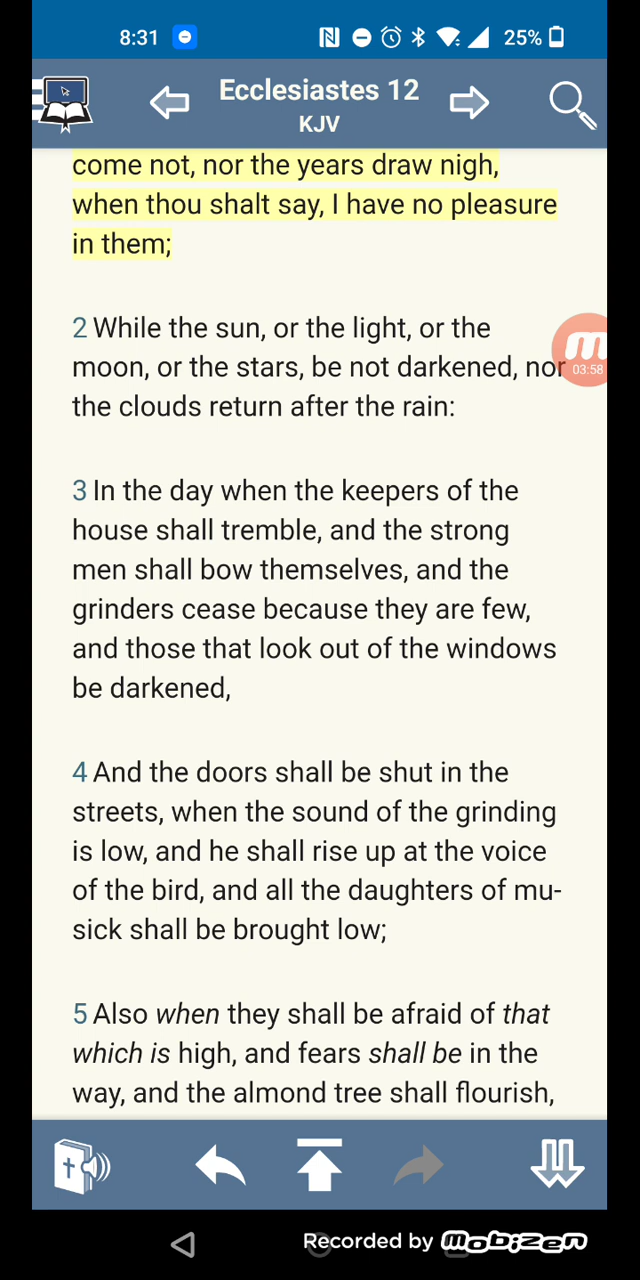 8:31
25%
Ecclesiastes 12
KJV
come not, nor the years draw nigh,
when thou shalt say, I have no pleasure
in them;
2 While the sun, or the light, or the
moon, or the stars, be not darkened, nor
03:58
the clouds return after the rain:
3 In the day when the keepers of the
house shall tremble, and the strong
men shall bow themselves, and the
grinders cease because they are few,
and those that look out of the windows
be darkened,
4 And the doors shall be shut in the
streets, when the sound of the grinding
is low, and he shall rise up at the voice
of the bird, and all the daughters of mu-
sick shall be brought low;
5 Also when they shall be afraid of that
which is high, and fears shall be in the
way, and the almond tree shall flourish,
Recorded by mobizen